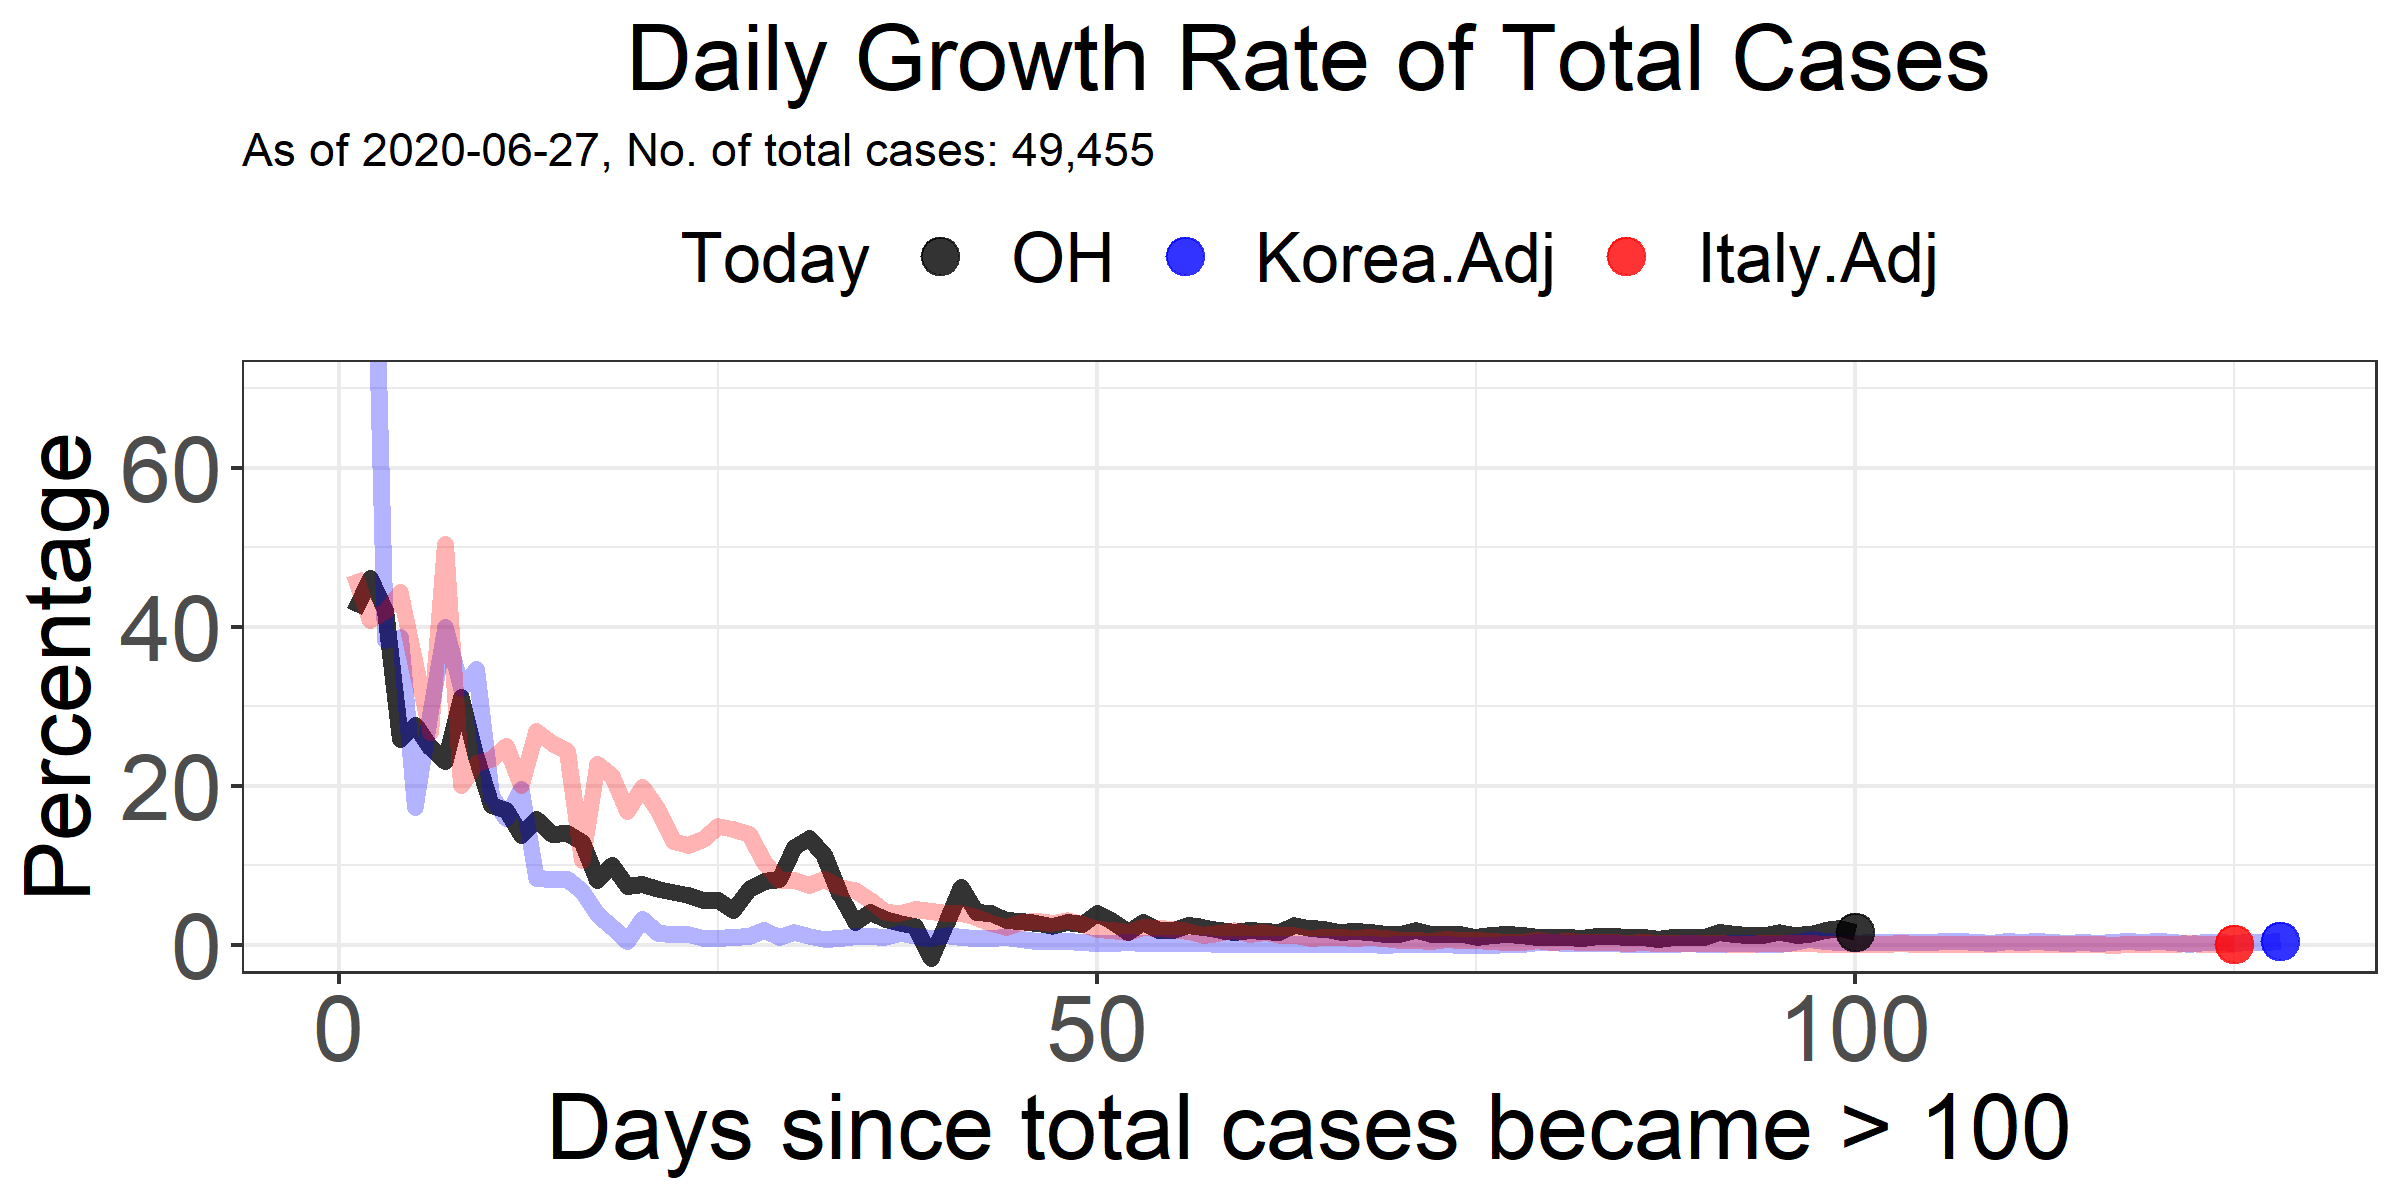 Daily Growth Rate of Total Cases
As of 2020-06-27, No. of total cases: 49,455
Today OH Korea.Adj Italy.Adj
Percentage
60
40
20
0
0 50 100
Days since total cases became > 100